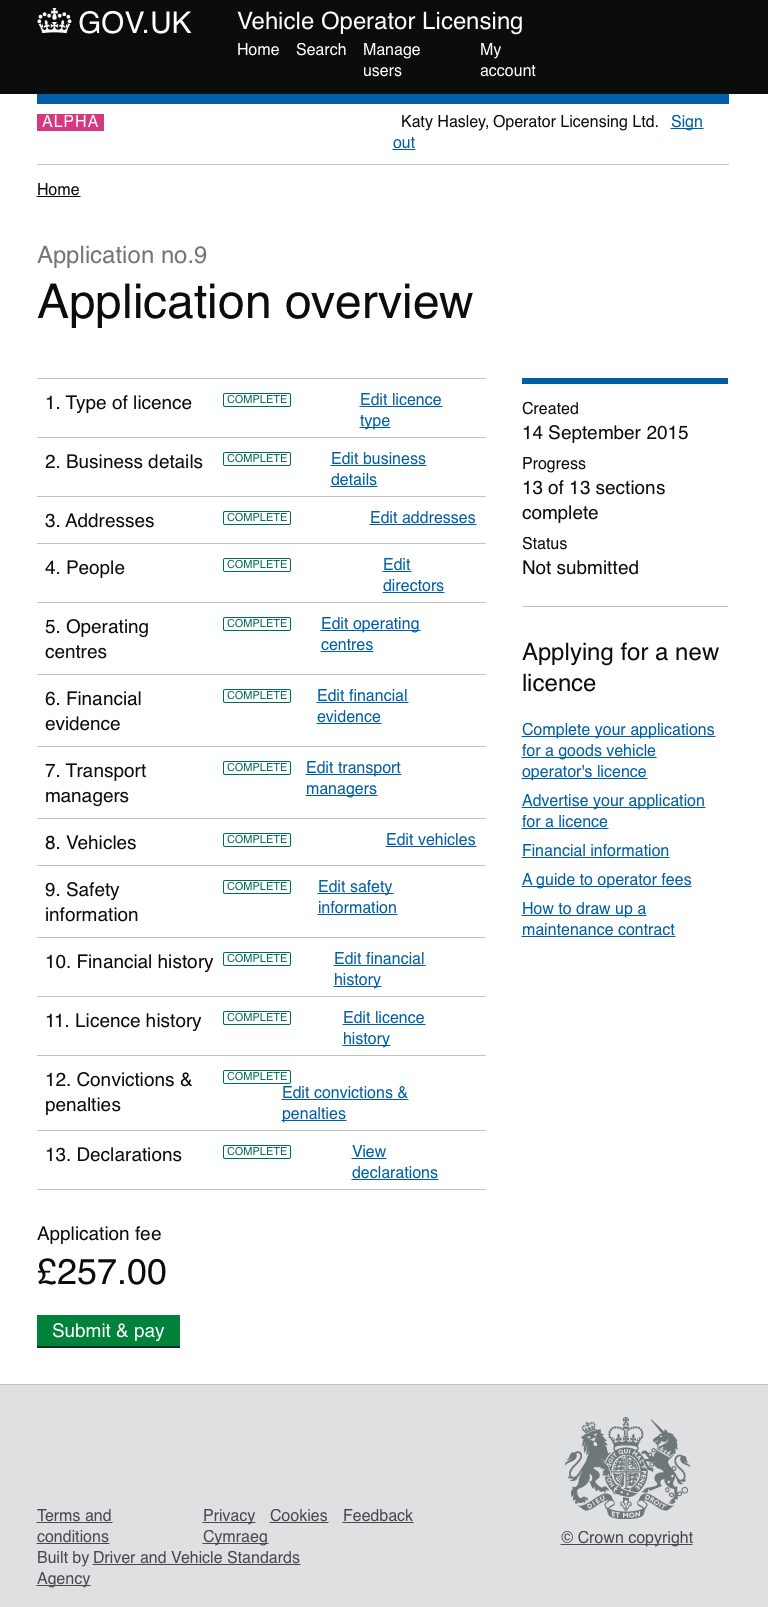 GOV.UK
Vehicle Operator Licensing
Home Search Manage users My account
ALPHA
Katy Hasley, Operator Licensing Ltd. Sign out
Home
Application no.9
Application overview
1. Type of licence COMPLETE Edit licence type
2. Business details COMPLETE Edit business details
3. Addresses COMPLETE Edit addresses
4. People COMPLETE Edit directors
5. Operating centres COMPLETE Edit operating centres
6. Financial evidence COMPLETE Edit financial evidence
7. Transport managers COMPLETE Edit transport managers
8. Vehicles COMPLETE Edit vehicles
9. Safety information COMPLETE Edit safety information
10. Financial history COMPLETE Edit financial history
11. Licence history COMPLETE Edit licence history
12. Convictions & penalties COMPLETE Edit convictions & penalties
13. Declarations COMPLETE View declarations
Application fee
£257.00
Submit & pay
Created
14 September 2015
Progress
13 of 13 sections
complete
Status
Not submitted
Applying for a new
licence
Complete your applications
for a goods vehicle
operator's licence
Advertise your application
for a licence
Financial information
A guide to operator fees
How to draw up a
maintenance contract
Terms and conditions Privacy Cookies Feedback
Cymraeg
Built by Driver and Vehicle Standards
Agency
DIEU ET MON DROIT
© Crown copyright